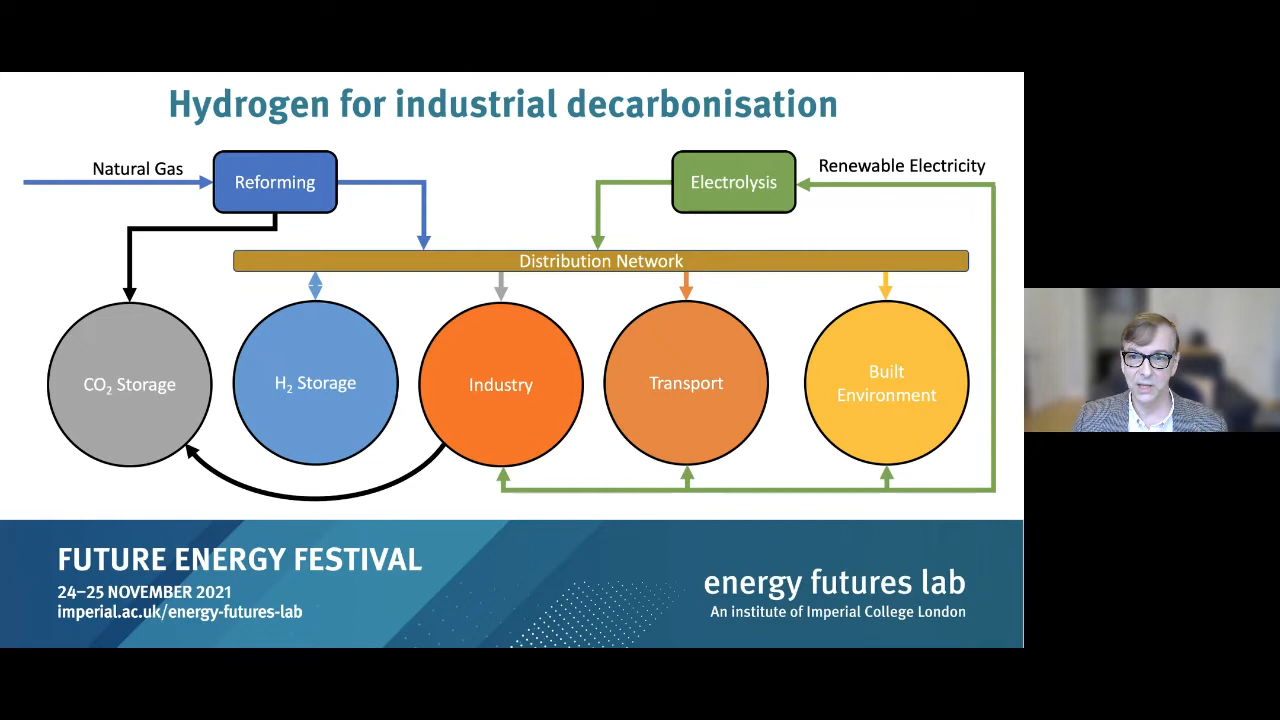 Hydrogen for industrial decarbonisation
Natural Gas
Reforming
Electrolysis
Renewable Electricity
Distribution Network
CO₂ Storage
H₂ Storage
Industry
Transport
Built
Environment
FUTURE ENERGY FESTIVAL
24–25 NOVEMBER 2021
imperial.ac.uk/energy-futures-lab
energy futures lab
An institute of Imperial College London